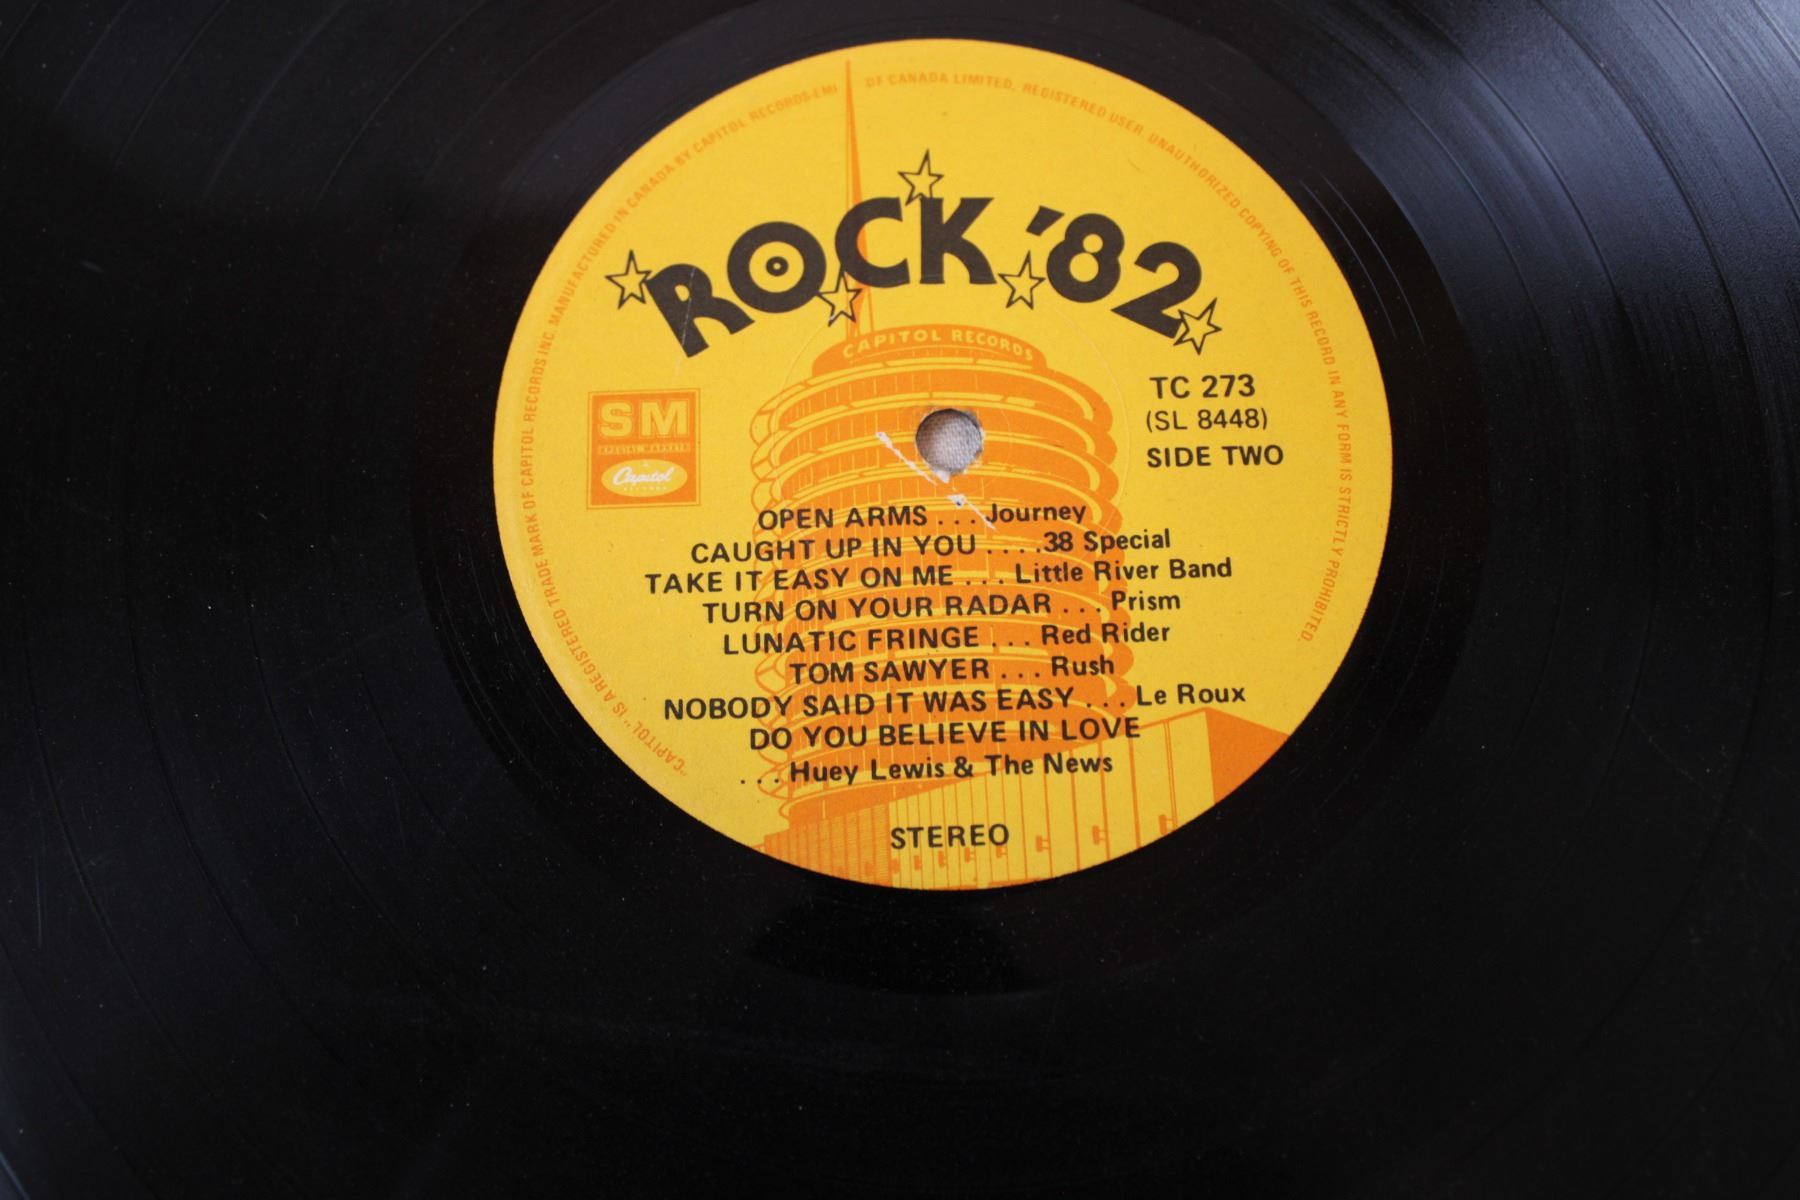 "CAPITOL" IS A REGISTERED TRADEMARK OF CAPITOL RECORDS INC. MANUFACTURED IN CANADA BY CAPITOL RECORDS-EMI OF CANADA LIMITED, REGISTERED USER. UNAUTHORIZED COPYING OF THIS RECORD IN ANY FORM IS STRICTLY PROHIBITED.
ROCK '82
CAPITOL RECORDS
SM
SPECIAL MARKETS
Capitol
RECORDS
TC 273
(SL 8448)
SIDE TWO
OPEN ARMS . . . Journey
CAUGHT UP IN YOU . . . .38 Special
TAKE IT EASY ON ME . . . Little River Band
TURN ON YOUR RADAR . . . Prism
LUNATIC FRINGE . . . Red Rider
TOM SAWYER . . . Rush
NOBODY SAID IT WAS EASY . . . Le Roux
DO YOU BELIEVE IN LOVE
. . . Huey Lewis & The News
STEREO